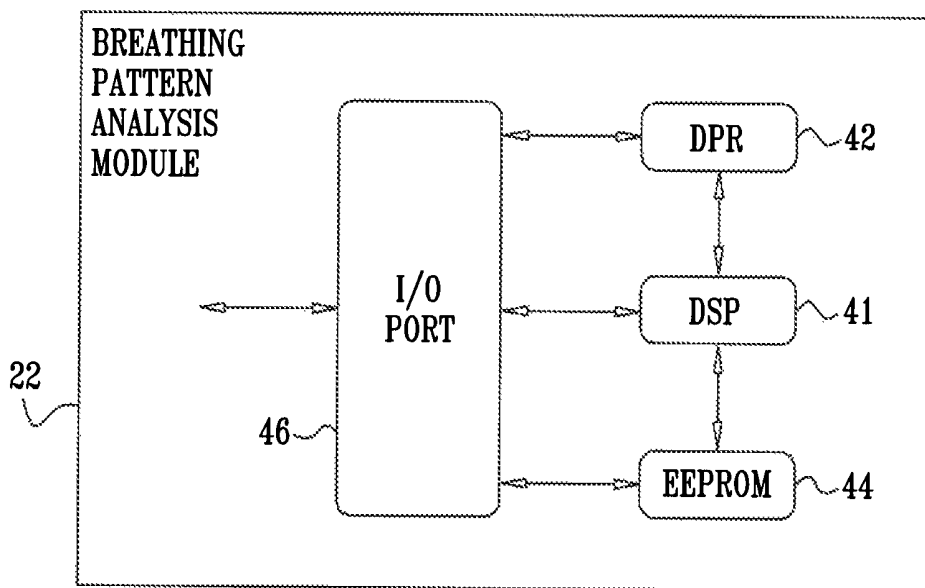 BREATHING
PATTERN
ANALYSIS
MODULE
DPR
42
I/O
PORT
DSP
41
22
46
EEPROM
44